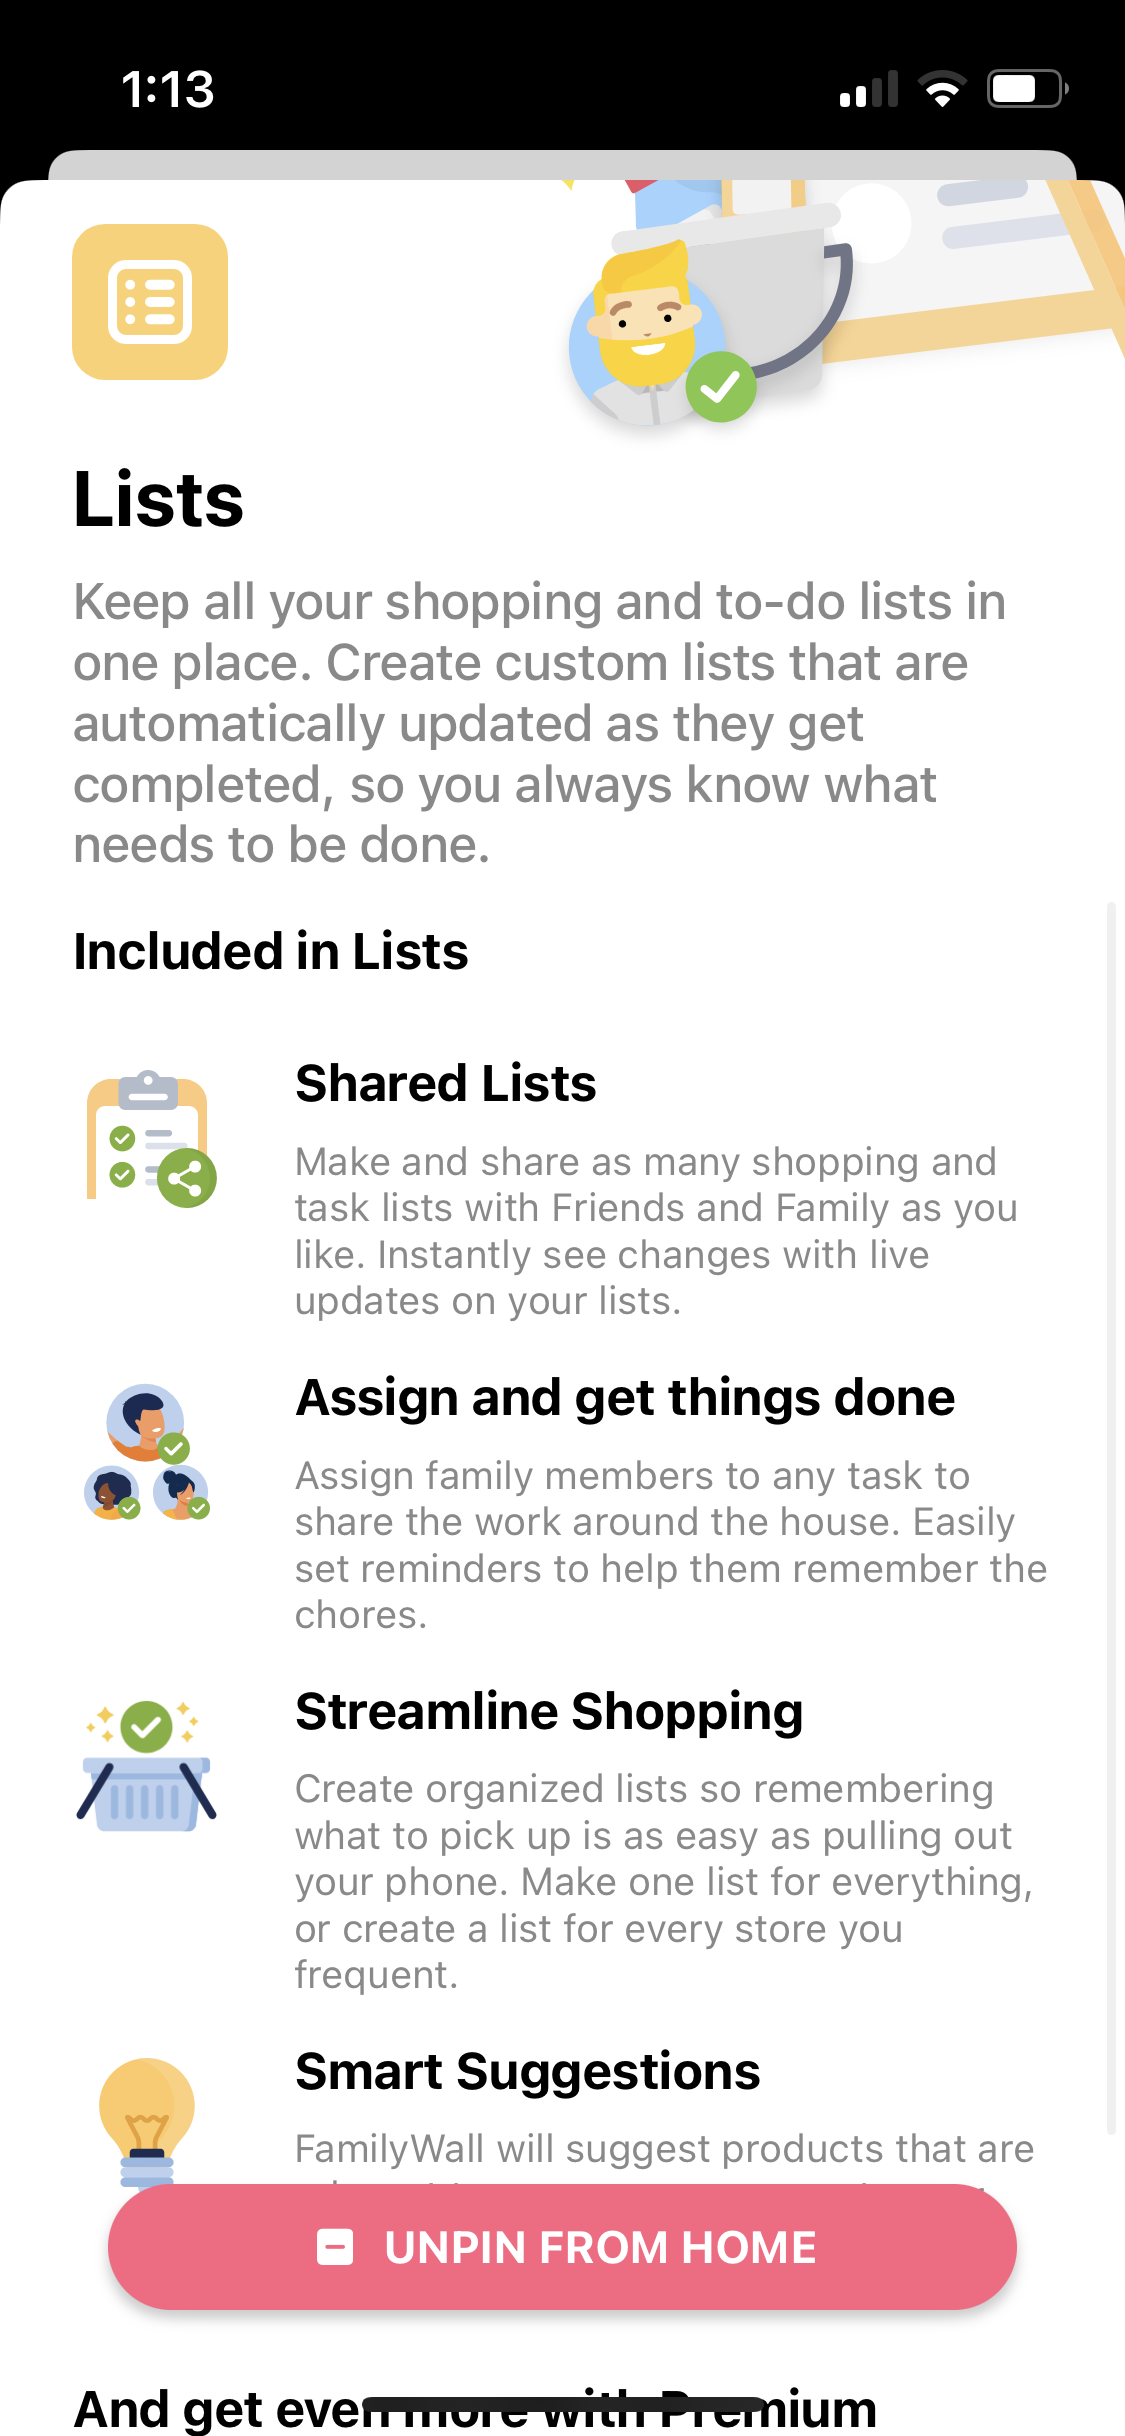 1:13
Lists
Keep all your shopping and to-do lists in
one place. Create custom lists that are
automatically updated as they get
completed, so you always know what
needs to be done.
Included in Lists
Shared Lists
Make and share as many shopping and
task lists with Friends and Family as you
like. Instantly see changes with live
updates on your lists.
Assign and get things done
Assign family members to any task to
share the work around the house. Easily
set reminders to help them remember the
chores.
Streamline Shopping
Create organized lists so remembering
what to pick up is as easy as pulling out
your phone. Make one list for everything,
or create a list for every store you
frequent.
Smart Suggestions
FamilyWall will suggest products that are
UNPIN FROM HOME
And get even more with Premium